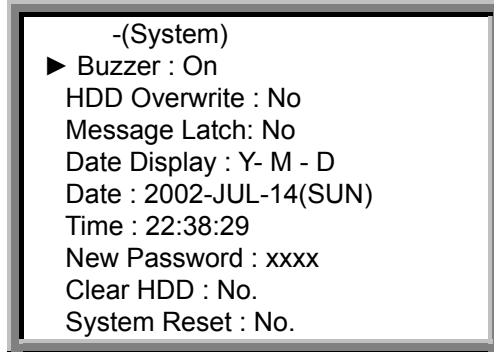 -(System)
► Buzzer : On
HDD Overwrite : No
Message Latch: No
Date Display : Y- M - D
Date : 2002-JUL-14(SUN)
Time : 22:38:29
New Password : xxxx
Clear HDD : No.
System Reset : No.